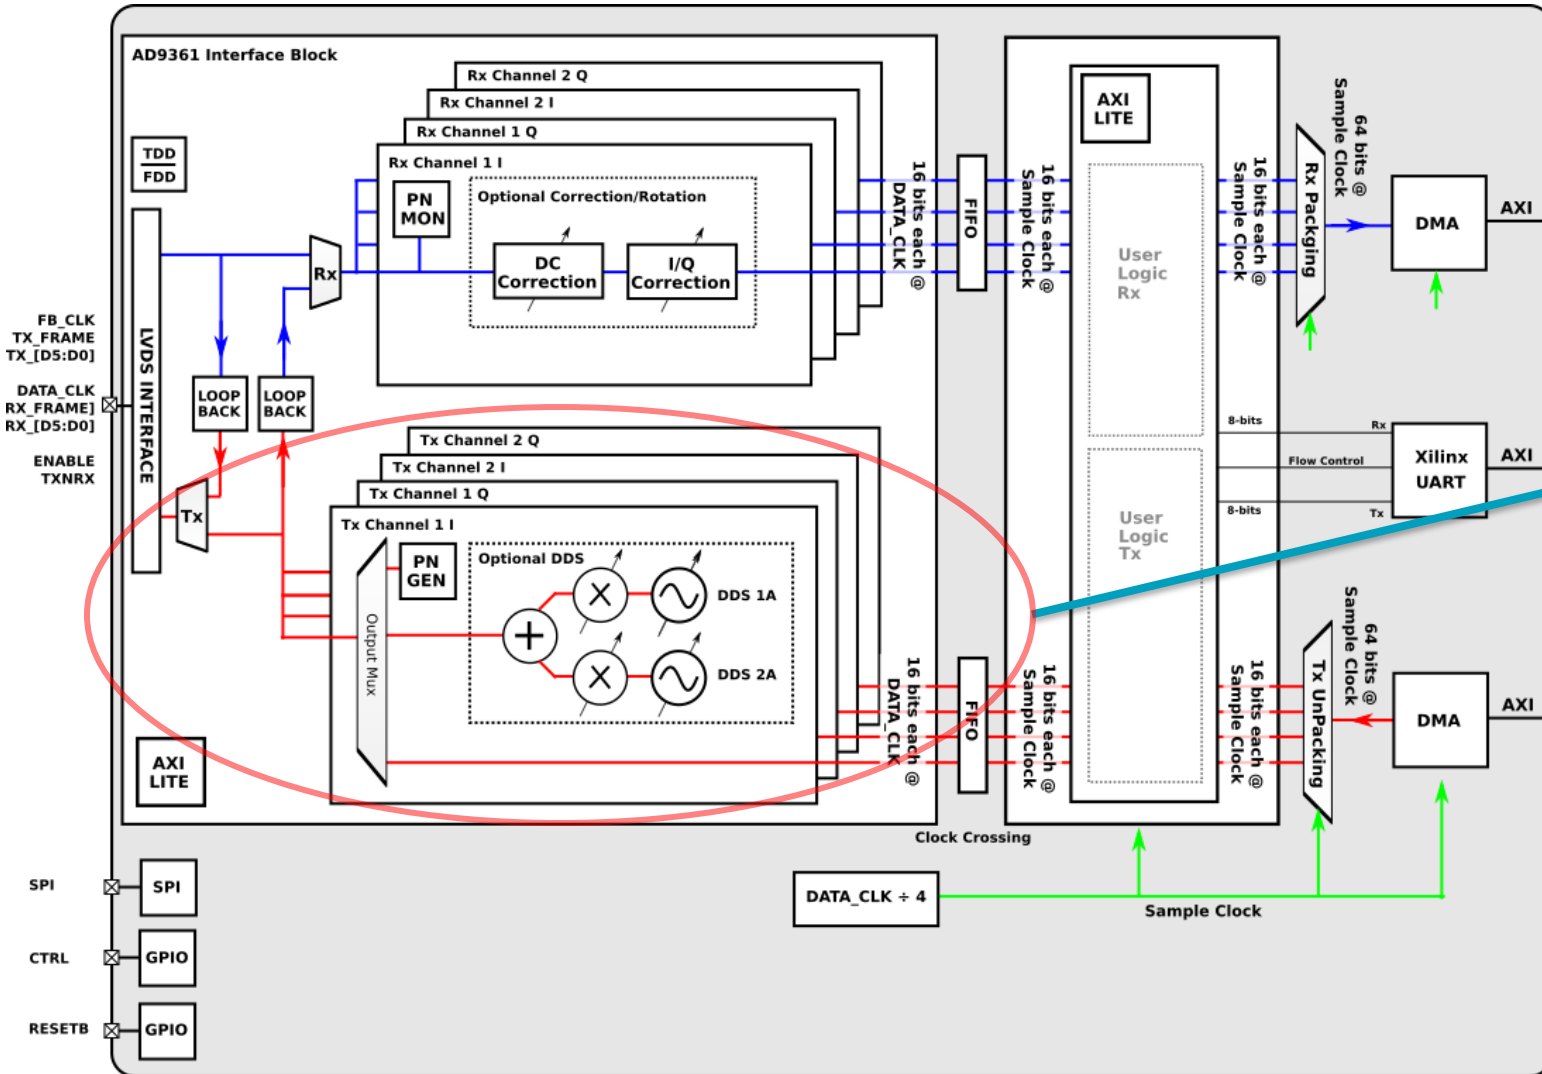 AD9361 Interface Block
Rx Channel 2 Q
Rx Channel 2 I
Rx Channel 1 Q
Rx Channel 1 I
TDD
FDD
PN
MON
Optional Correction/Rotation
DC
Correction
I/Q
Correction
Rx
16 bits each @
DATA_CLK
FIFO
16 bits each @
Sample Clock
AXI
LITE
User
Logic
Rx
16 bits each @
Sample Clock
Rx Packging
64 bits @
Sample Clock
DMA
AXI
FB_CLK
TX_FRAME
TX_[D5:D0]
DATA_CLK
RX_FRAME]
RX_[D5:D0]
ENABLE
TXNRX
LVDS INTERFACE
LOOP
BACK
LOOP
BACK
Tx
Tx Channel 2 Q
Tx Channel 2 I
Tx Channel 1 Q
Tx Channel 1 I
Output Mux
PN
GEN
Optional DDS
DDS 1A
DDS 2A
16 bits each @
DATA_CLK
FIFO
16 bits each @
Sample Clock
User
Logic
Tx
8-bits
Rx
Flow Control
8-bits
Tx
Xilinx
UART
AXI
16 bits each @
Sample Clock
Tx UnPacking
64 bits @
Sample Clock
DMA
AXI
AXI
LITE
Clock Crossing
DATA_CLK ÷ 4
Sample Clock
SPI
SPI
CTRL
GPIO
RESETB
GPIO